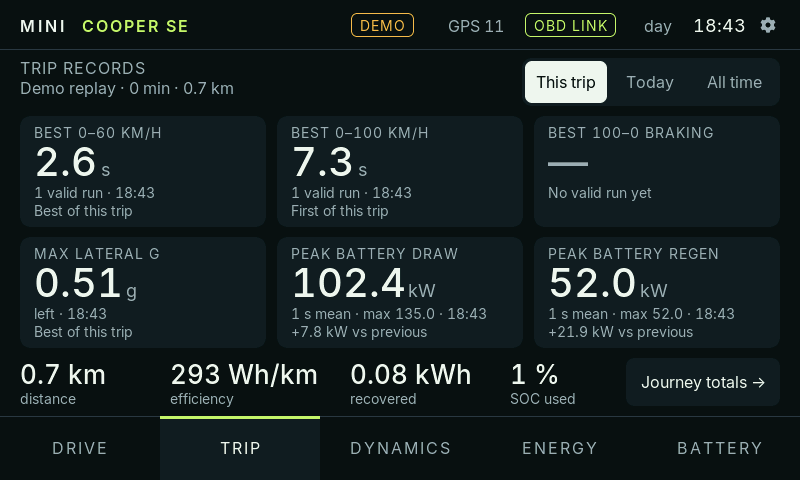 MINI COOPER SE DEMO GPS 11 OBD LINK day 18:43
TRIP RECORDS
Demo replay · 0 min · 0.7 km
This trip Today All time
BEST 0–60 KM/H
2.6 s
1 valid run · 18:43
Best of this trip
BEST 0–100 KM/H
7.3 s
1 valid run · 18:43
First of this trip
BEST 100–0 BRAKING
—
No valid run yet
MAX LATERAL G
0.51 g
left · 18:43
Best of this trip
PEAK BATTERY DRAW
102.4 kW
1 s mean · max 135.0 · 18:43
+7.8 kW vs previous
PEAK BATTERY REGEN
52.0 kW
1 s mean · max 52.0 · 18:43
+21.9 kW vs previous
0.7 km
distance
293 Wh/km
efficiency
0.08 kWh
recovered
1 %
SOC used
Journey totals →
DRIVE TRIP DYNAMICS ENERGY BATTERY